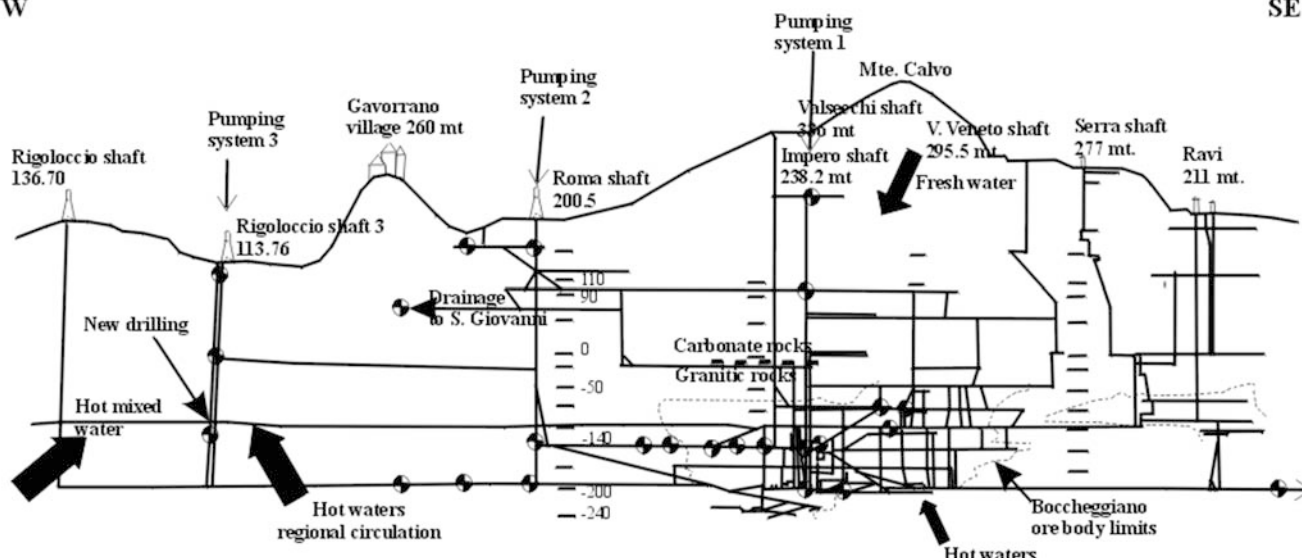 W
SE
Pumping
system 1
Mte. Calvo
Pumping
system 2
Gavorrano
village 260 mt
Valsecchi shaft
336 mt
Pumping
system 3
V. Veneto shaft
295.5 mt
Serra shaft
277 mt.
Rigoloccio shaft
136.70
Impero shaft
238.2 mt
Ravi
211 mt.
Roma shaft
200.5
Fresh water
Rigoloccio shaft 3
113.76
110
90
Drainage
to S. Giovanni
New drilling
0
Carbonate rocks
Granitic rocks
-50
Hot mixed
water
-140
-200
-240
Hot waters
regional circulation
Boccheggiano
ore body limits
Hot waters